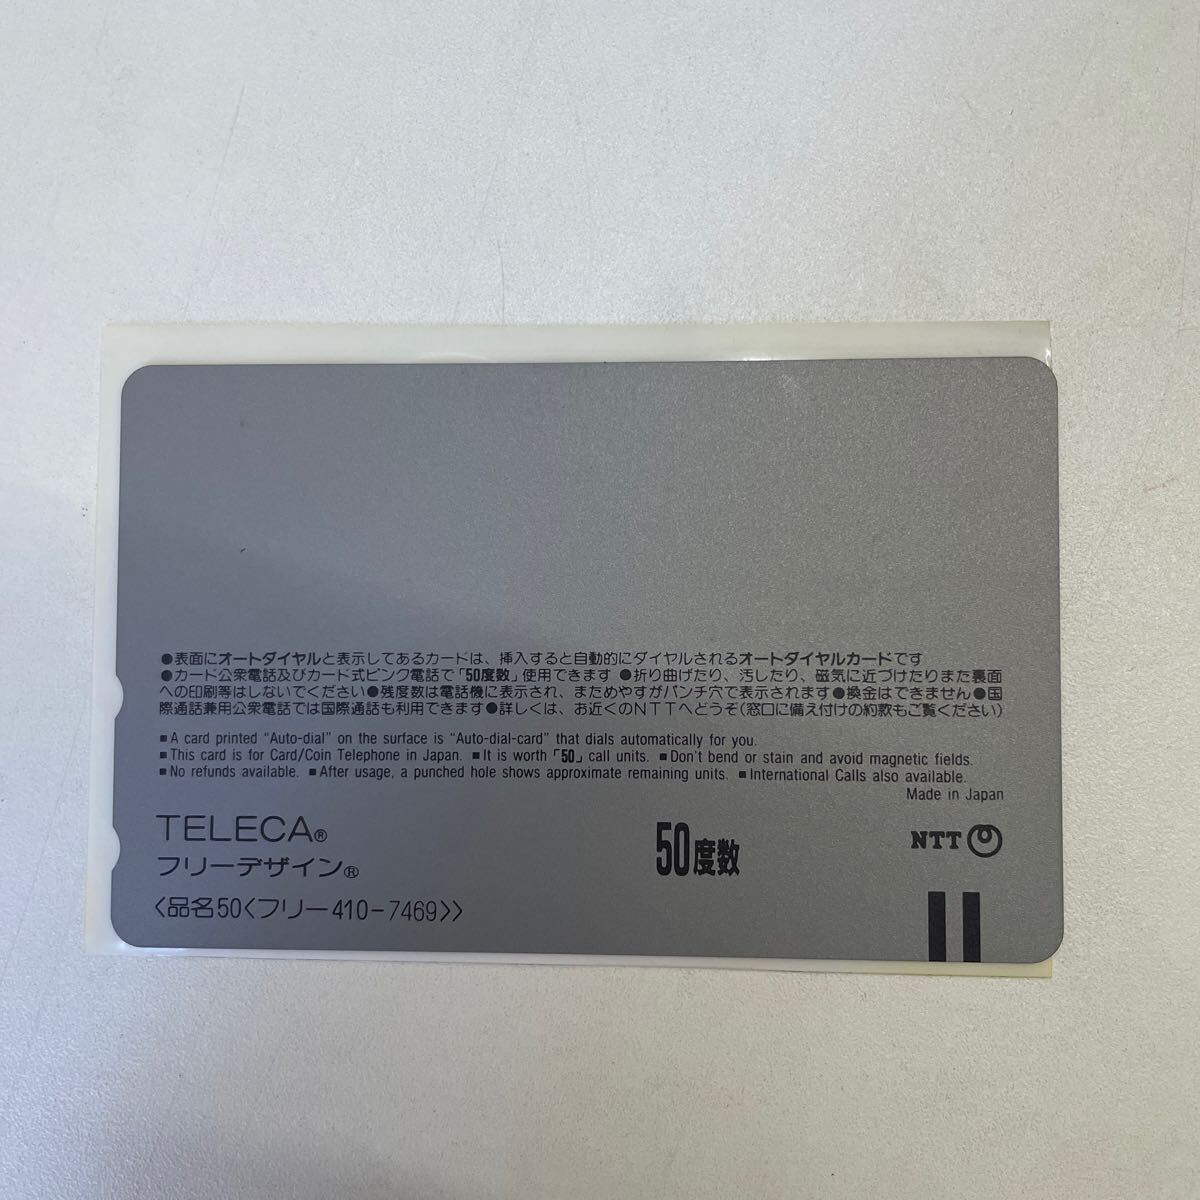 ●表面にオートダイヤルと表示してあるカードは、挿入すると自動的にダイヤルされるオートダイヤルカードです
●カード公衆電話及びカード式ピンク電話で「50度数」使用できます ●折り曲げたり、汚したり、磁気に近づけたりまた裏面
への印刷等はしないでください ●残度数は電話機に表示され、まためやすがパンチ穴で表示されます ●換金はできません ●国
際通話兼用公衆電話では国際通話も利用できます ●詳しくは、お近くのNTTへどうぞ(窓口に備え付けの約款もご覧ください)
■ A card printed “Auto-dial” on the surface is “Auto-dial-card” that dials automatically for you.
■ This card is for Card/Coin Telephone in Japan. ■ It is worth「50」call units. ■ Don't bend or stain and avoid magnetic fields.
■ No refunds available. ■ After usage, a punched hole shows approximate remaining units. ■ International Calls also available.
Made in Japan
TELECA®
フリーデザイン®
50度数
NTT
〈品名50〈フリー410-7469〉〉